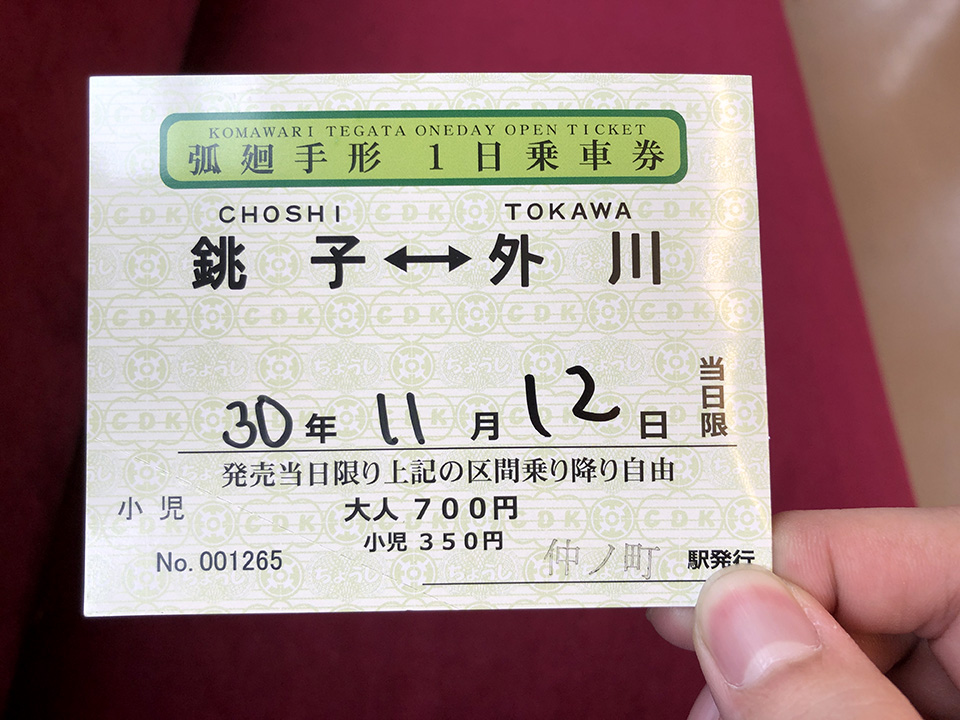 KOMAWARI TEGATA ONEDAY OPEN TICKET
弧廻手形 1日乗車券
CHOSHI TOKAWA
銚子↔外川
30年 11月 12日 当日限
発売当日限り上記の区間乗り降り自由
小児 大人 700円
小児 350円
No.001265 仲ノ町 駅発行